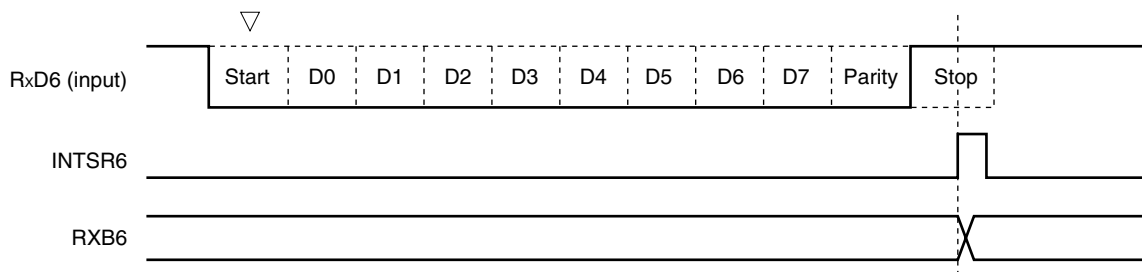 RxD6 (input) Start D0 D1 D2 D3 D4 D5 D6 D7 Parity Stop
INTSR6
RXB6